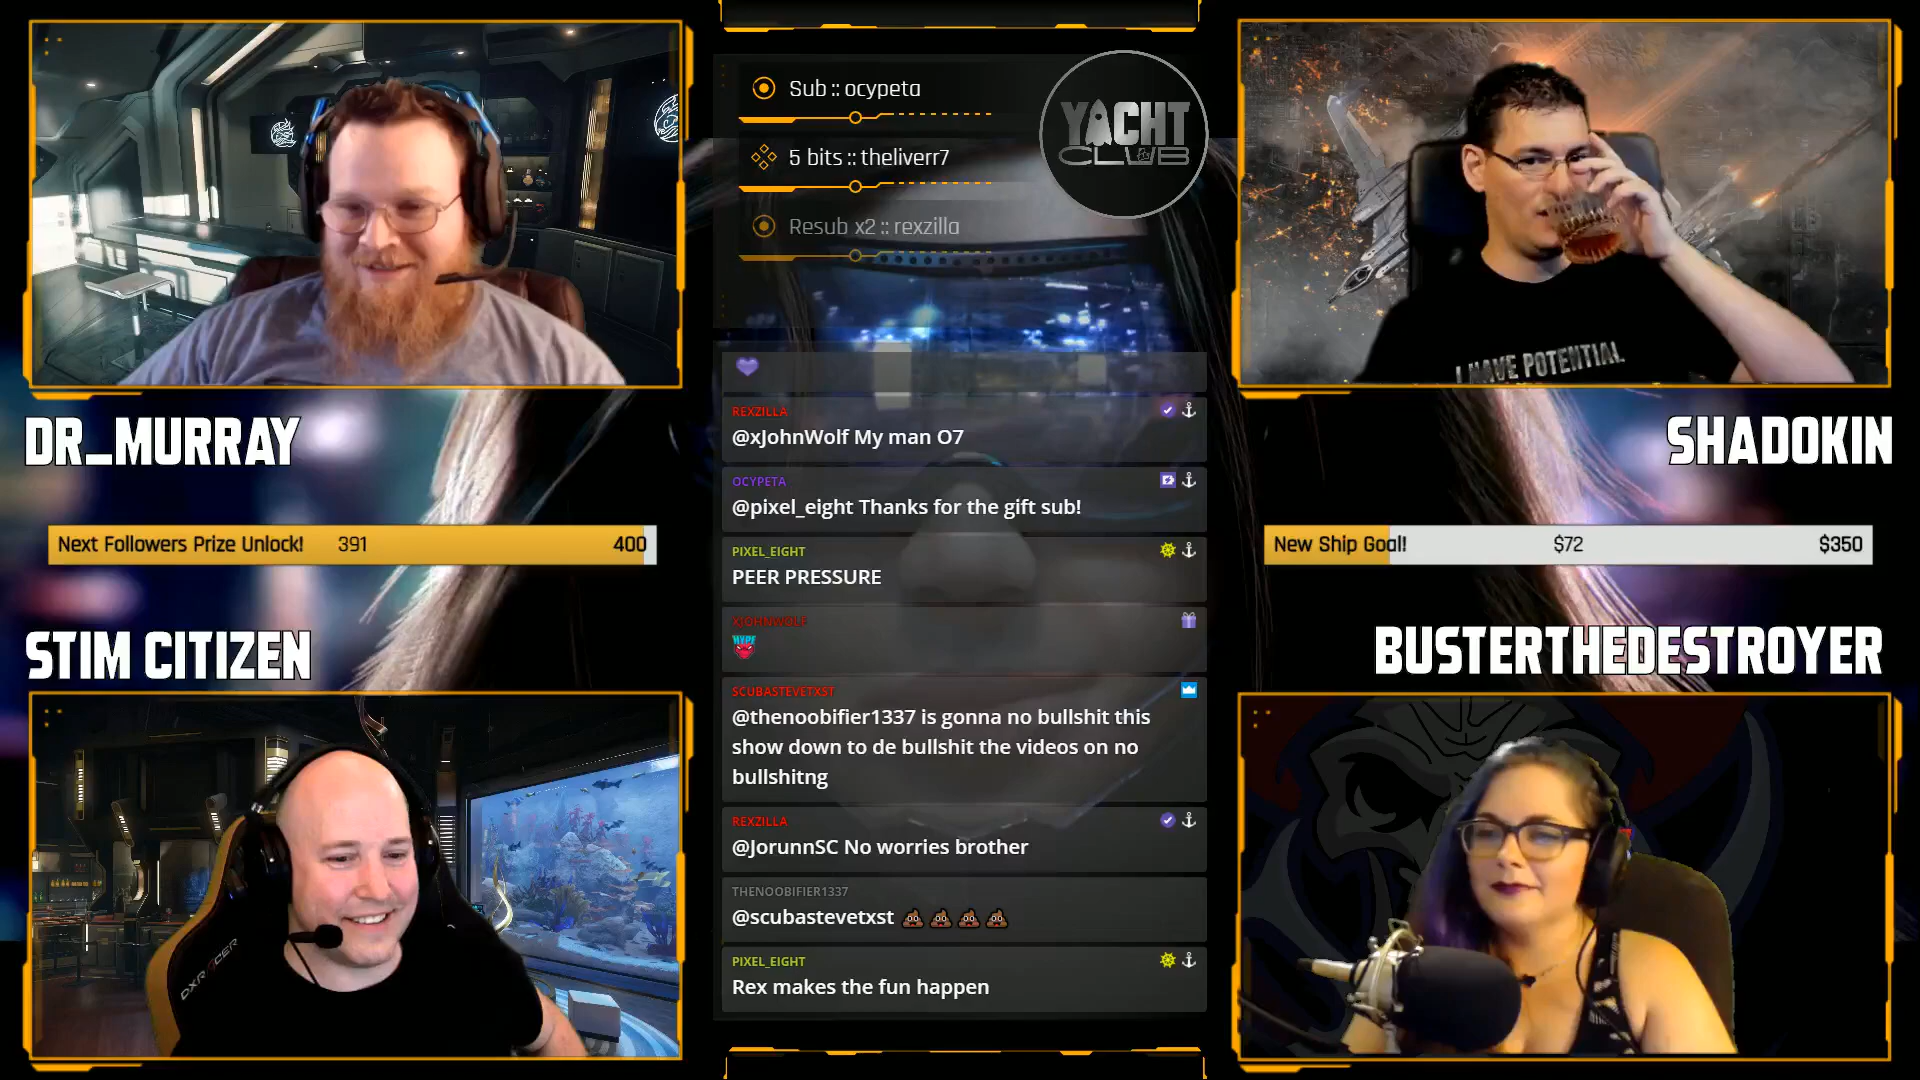 Sub :: ocypeta
5 bits :: theliverr7
Resub x2 :: rexzilla
YACHT
CLUB
I HAVE POTENTIAL
DR_MURRAY
SHADOKIN
Next Followers Prize Unlock! 391 400
New Ship Goal! $72 $350
STIM CITIZEN
BUSTERTHEDESTROYER
REXZILLA
@xJohnWolf My man O7
OCYPETA
@pixel_eight Thanks for the gift sub!
PIXEL_EIGHT
PEER PRESSURE
XJOHNWOLF
HYPE
SCUBASTEVETXST
@thenoobifier1337 is gonna no bullshit this
show down to de bullshit the videos on no
bullshitng
REXZILLA
@JorunnSC No worries brother
THENOOBIFIER1337
@scubastevetxst 💩 💩 💩 💩
PIXEL_EIGHT
Rex makes the fun happen
DXRACER